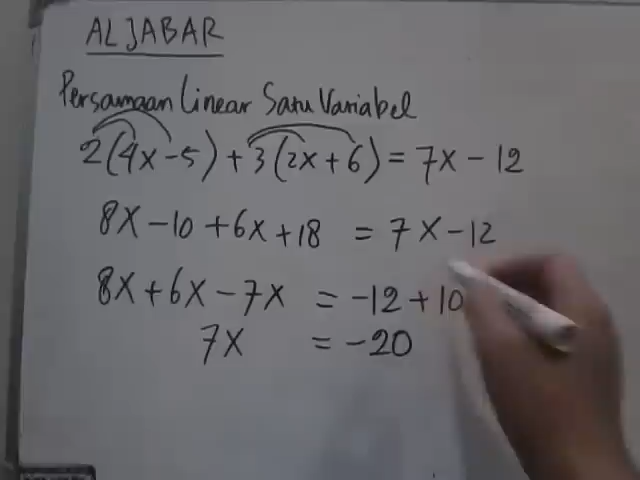 ALJABAR
Persamaan Linear Satu Variabel
2(4x-5)+3(2x+6)=7x-12
8x-10+6x+18=7x-12
8x+6x-7x=-12+10
7x=-20